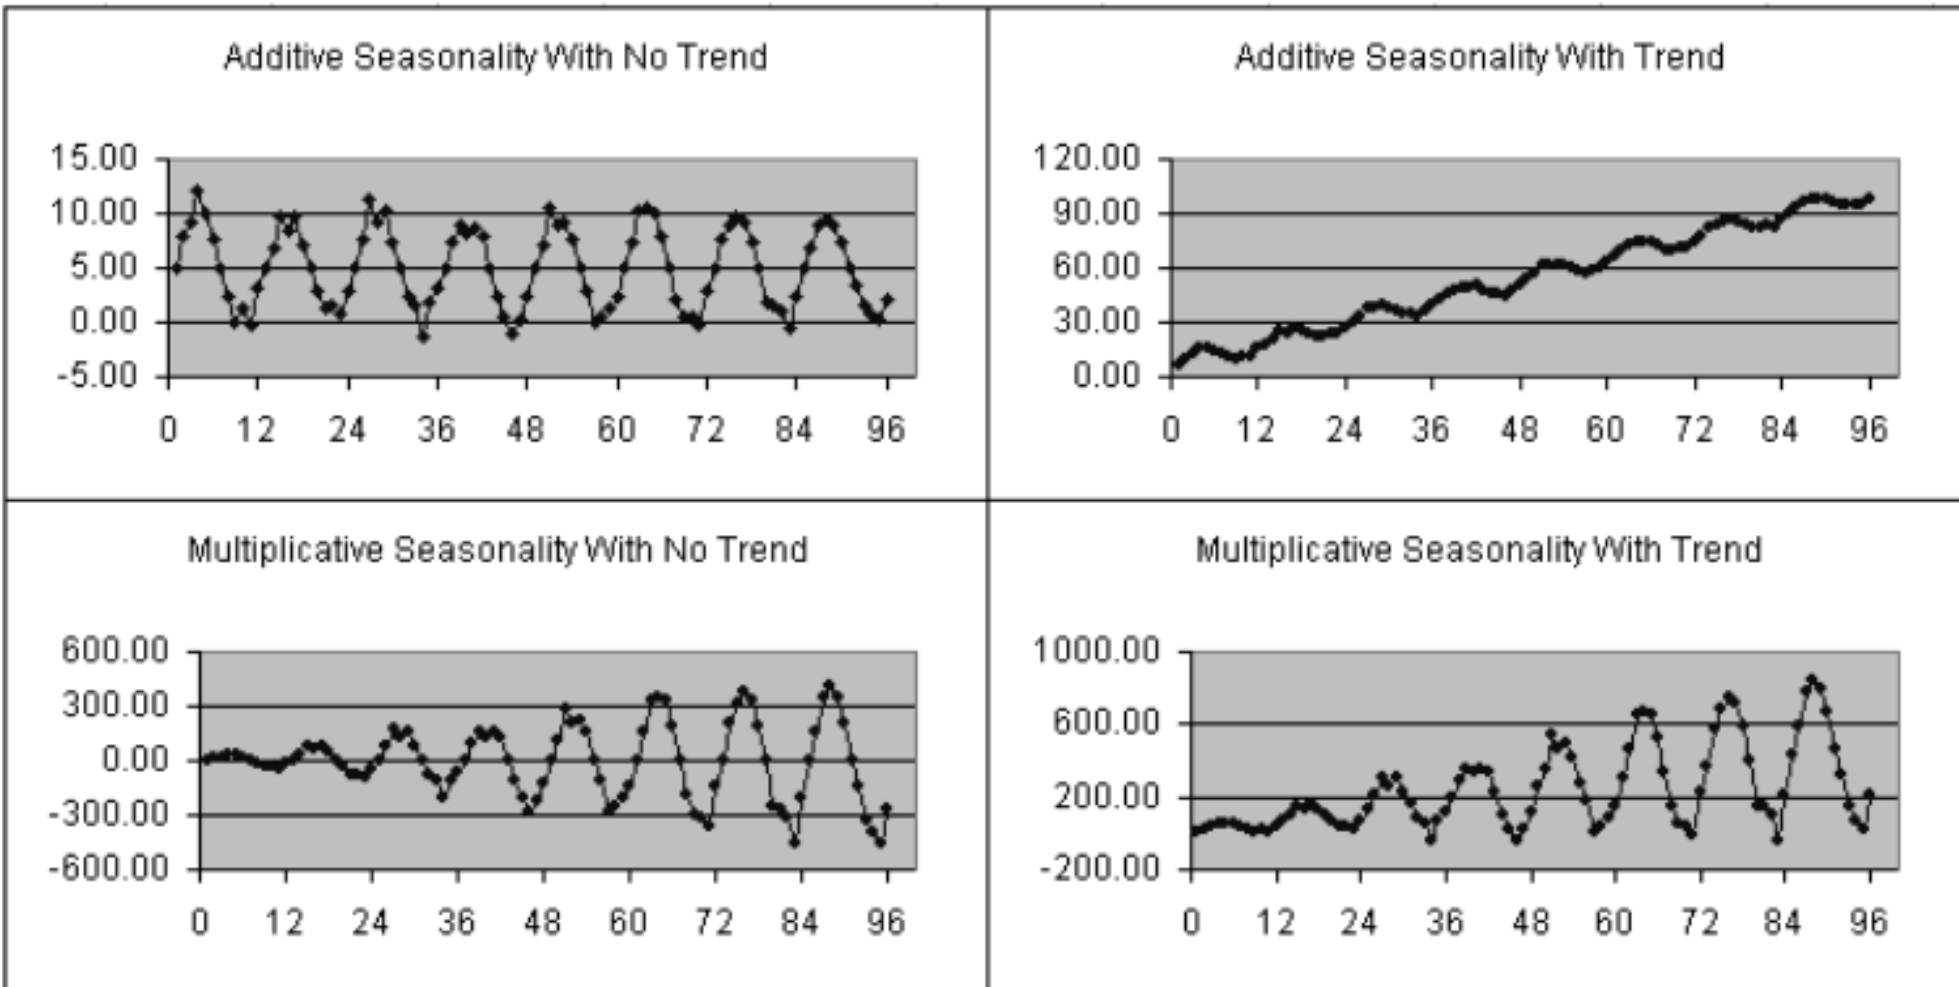 Additive Seasonality With No Trend
15.00
10.00
5.00
0.00
-5.00
0 12 24 36 48 60 72 84 96
Additive Seasonality With Trend
120.00
90.00
60.00
30.00
0.00
0 12 24 36 48 60 72 84 96
Multiplicative Seasonality With No Trend
600.00
300.00
0.00
-300.00
-600.00
0 12 24 36 48 60 72 84 96
Multiplicative Seasonality With Trend
1000.00
600.00
200.00
-200.00
0 12 24 36 48 60 72 84 96